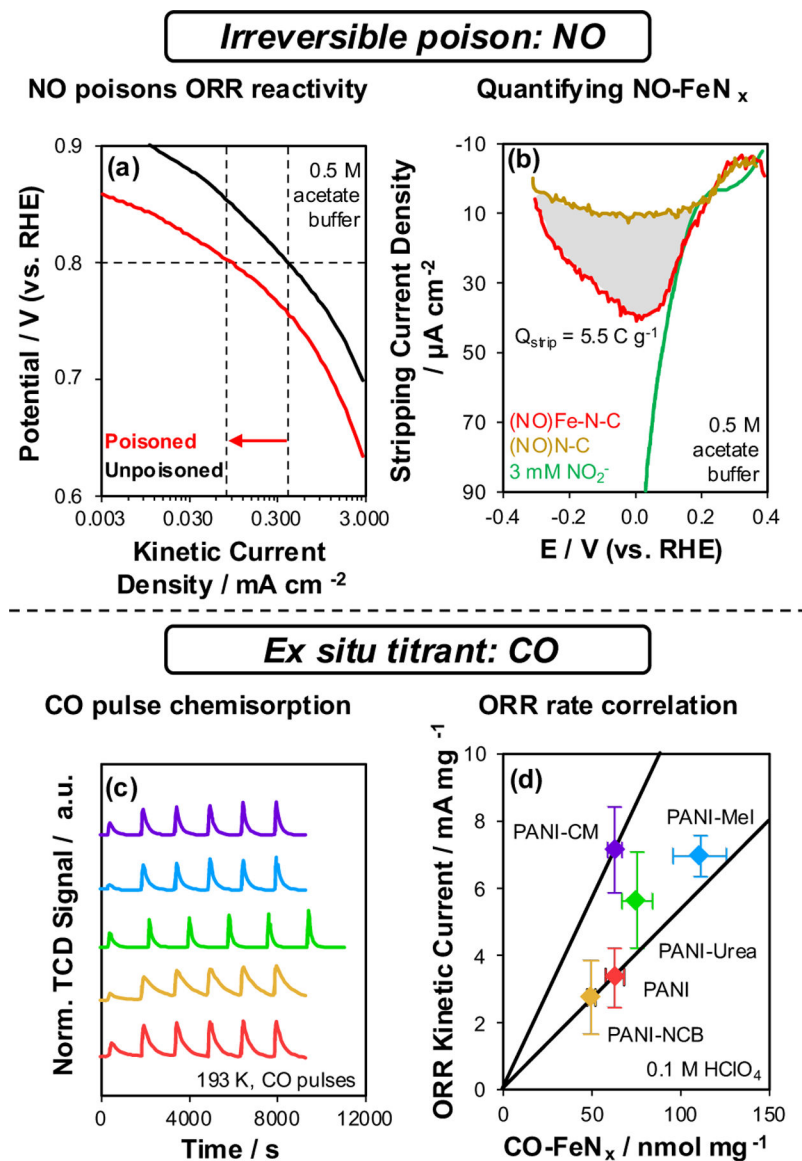 Irreversible poison: NO
NO poisons ORR reactivity
Quantifying NO-FeNx
(a)
0.5 M
acetate
buffer
Potential / V (vs. RHE)
0.9
0.8
0.7
0.6
Poisoned
Unpoisoned
0.003
0.030
0.300
3.000
Kinetic Current
Density / mA cm-2
(b)
Stripping Current Density
/ µA cm-2
-10
10
30
50
70
90
Qstrip = 5.5 C g-1
(NO)Fe-N-C
(NO)N-C
3 mM NO2-
0.5 M
acetate
buffer
-0.4
-0.2
0.0
0.2
0.4
E / V (vs. RHE)
Ex situ titrant: CO
CO pulse chemisorption
ORR rate correlation
(c)
Norm. TCD Signal / a.u.
193 K, CO pulses
0
4000
8000
12000
Time / s
(d)
ORR Kinetic Current / mA mg-1
10
8
6
4
2
0
PANI-CM
PANI-Mel
PANI-Urea
PANI
PANI-NCB
0.1 M HClO4
0
50
100
150
CO-FeNx / nmol mg-1